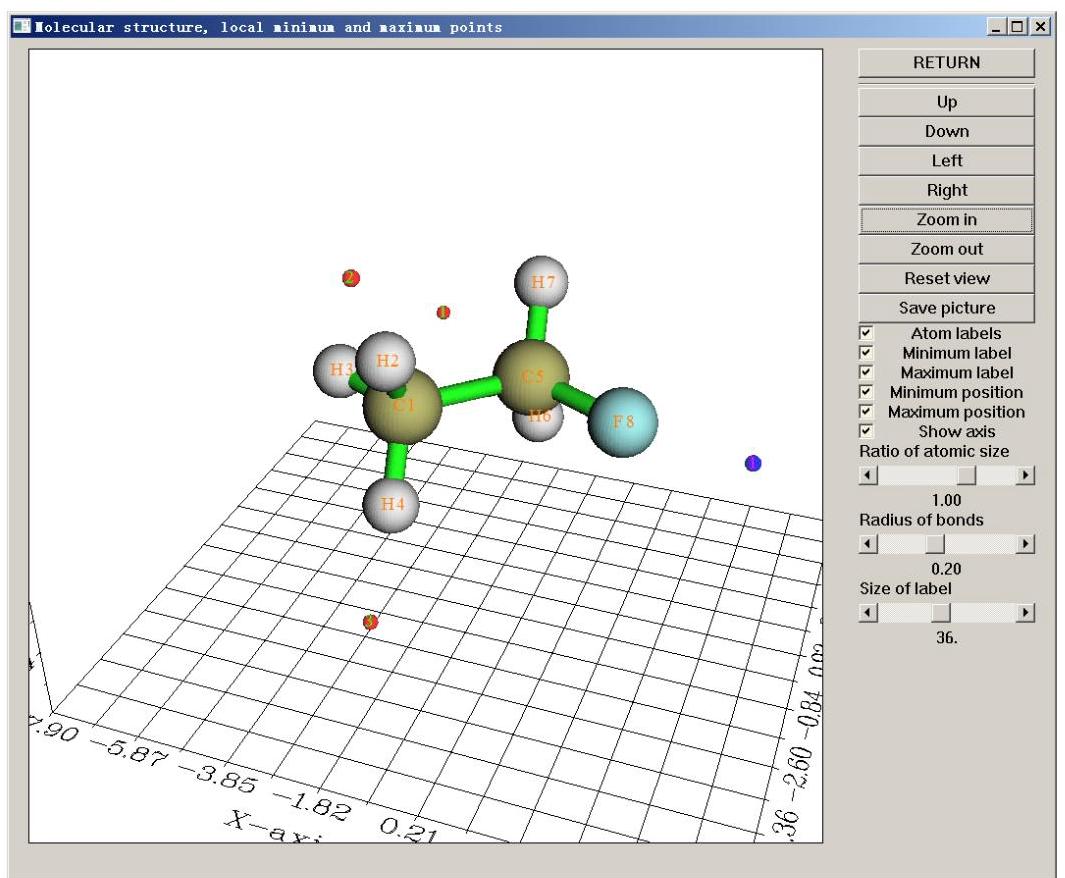 Molecular structure, local minimum and maximum points
RETURN
Up
Down
Left
Right
Zoom in
Zoom out
Reset view
Save picture
Atom labels
Minimum label
Maximum label
Minimum position
Maximum position
Show axis
Ratio of atomic size
1.00
Radius of bonds
0.20
Size of label
36.
2
1
H7
H3
H2
C5
C1
H6
F8
1
H4
3
7.90 -5.87 -3.85 -1.82 0.21
-0.84
-2.60
.36